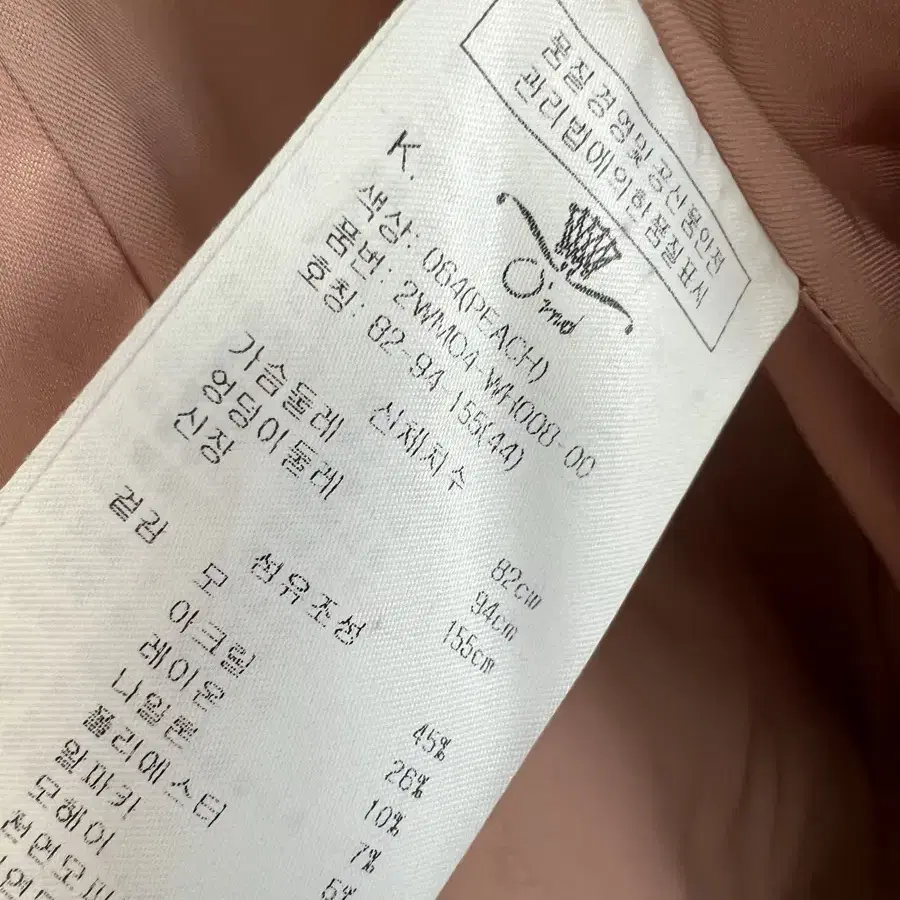 품질경영및 공산품안전
관리법에의한품질표시
O'2nd
K.
색상: 064(PEACH)
품번: 2WM04-WH008-00
호칭: 82-94 155(44)
신체치수
가슴둘레 82cm
엉덩이둘레 94cm
신장 155cm
섬유조성
겉감
모 45%
아크릴 26%
레이온 10%
나일론 7%
폴리에스터 5%
알파카
모헤어